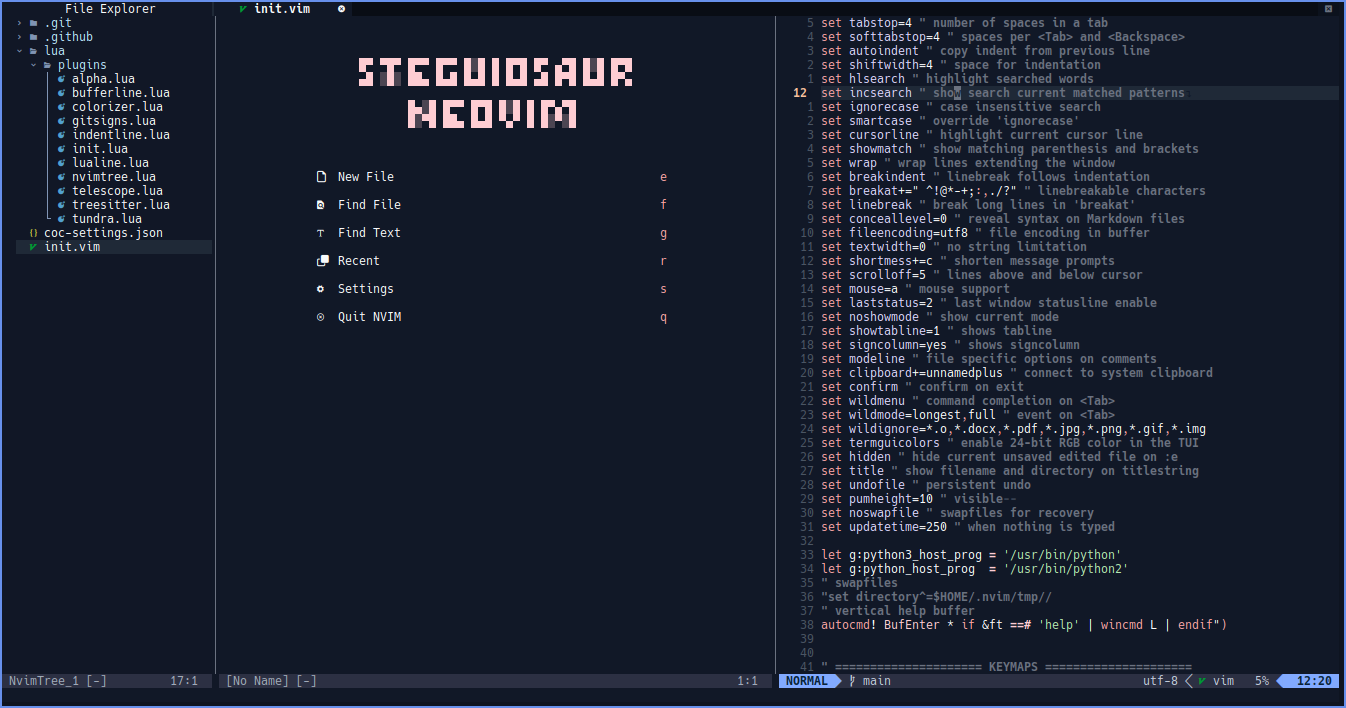 File Explorer
init.vim
.git
.github
lua
plugins
alpha.lua
bufferline.lua
colorizer.lua
gitsigns.lua
indentline.lua
init.lua
lualine.lua
nvimtree.lua
telescope.lua
treesitter.lua
tundra.lua
coc-settings.json
init.vim
NvimTree_1 [-] 17:1
STEGUIOSAUR
NEOVIM
New File e
Find File f
Find Text g
Recent r
Settings s
Quit NVIM q
[No Name] [-] 1:1
5 set tabstop=4 " number of spaces in a tab
4 set softtabstop=4 " spaces per <Tab> and <Backspace>
3 set autoindent " copy indent from previous line
2 set shiftwidth=4 " space for indentation
1 set hlsearch " highlight searched words
12 set incsearch " show search current matched patterns
1 set ignorecase " case insensitive search
2 set smartcase " override 'ignorecase'
3 set cursorline " highlight current cursor line
4 set showmatch " show matching parenthesis and brackets
5 set wrap " wrap lines extending the window
6 set breakindent " linebreak follows indentation
7 set breakat+=" ^!@*-+;:,./?" " linebreakable characters
8 set linebreak " break long lines in 'breakat'
9 set conceallevel=0 " reveal syntax on Markdown files
10 set fileencoding=utf8 " file encoding in buffer
11 set textwidth=0 " no string limitation
12 set shortmess+=c " shorten message prompts
13 set scrolloff=5 " lines above and below cursor
14 set mouse=a " mouse support
15 set laststatus=2 " last window statusline enable
16 set noshowmode " show current mode
17 set showtabline=1 " shows tabline
18 set signcolumn=yes " shows signcolumn
19 set modeline " file specific options on comments
20 set clipboard+=unnamedplus " connect to system clipboard
21 set confirm " confirm on exit
22 set wildmenu " command completion on <Tab>
23 set wildmode=longest,full " event on <Tab>
24 set wildignore=*.o,*.docx,*.pdf,*.jpg,*.png,*.gif,*.img
25 set termguicolors " enable 24-bit RGB color in the TUI
26 set hidden " hide current unsaved edited file on :e
27 set title " show filename and directory on titlestring
28 set undofile " persistent undo
29 set pumheight=10 " visible--
30 set noswapfile " swapfiles for recovery
31 set updatetime=250 " when nothing is typed
32
33 let g:python3_host_prog = '/usr/bin/python'
34 let g:python_host_prog  = '/usr/bin/python2'
35 " swapfiles
36 "set directory^=$HOME/.nvim/tmp//
37 " vertical help buffer
38 autocmd! BufEnter * if &ft ==# 'help' | wincmd L | endif")
39
40
41 " ===================== KEYMAPS =====================
NORMAL main utf-8 vim 5% 12:20